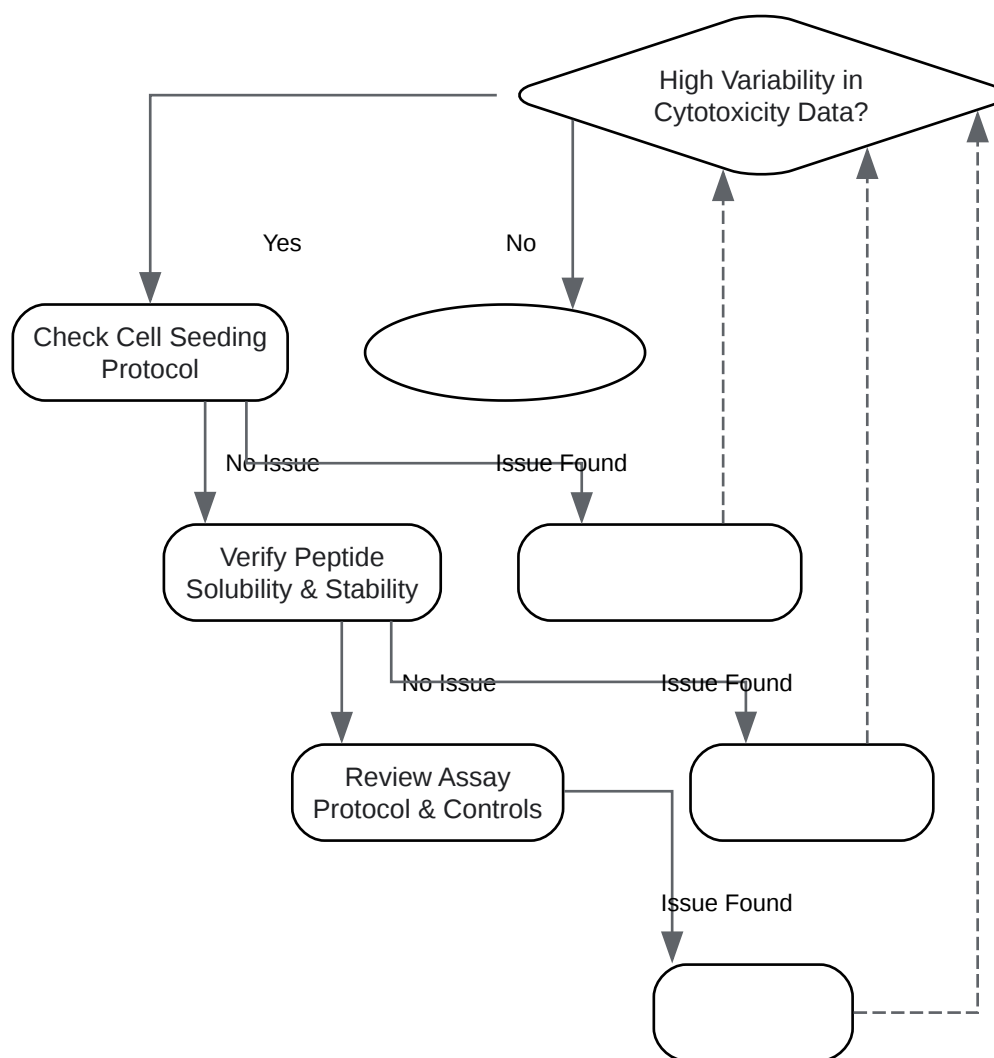 High Variability in
Cytotoxicity Data?
Yes
No
Check Cell Seeding
Protocol
No Issue
Issue Found
Verify Peptide
Solubility & Stability
No Issue
Issue Found
Review Assay
Protocol & Controls
Issue Found